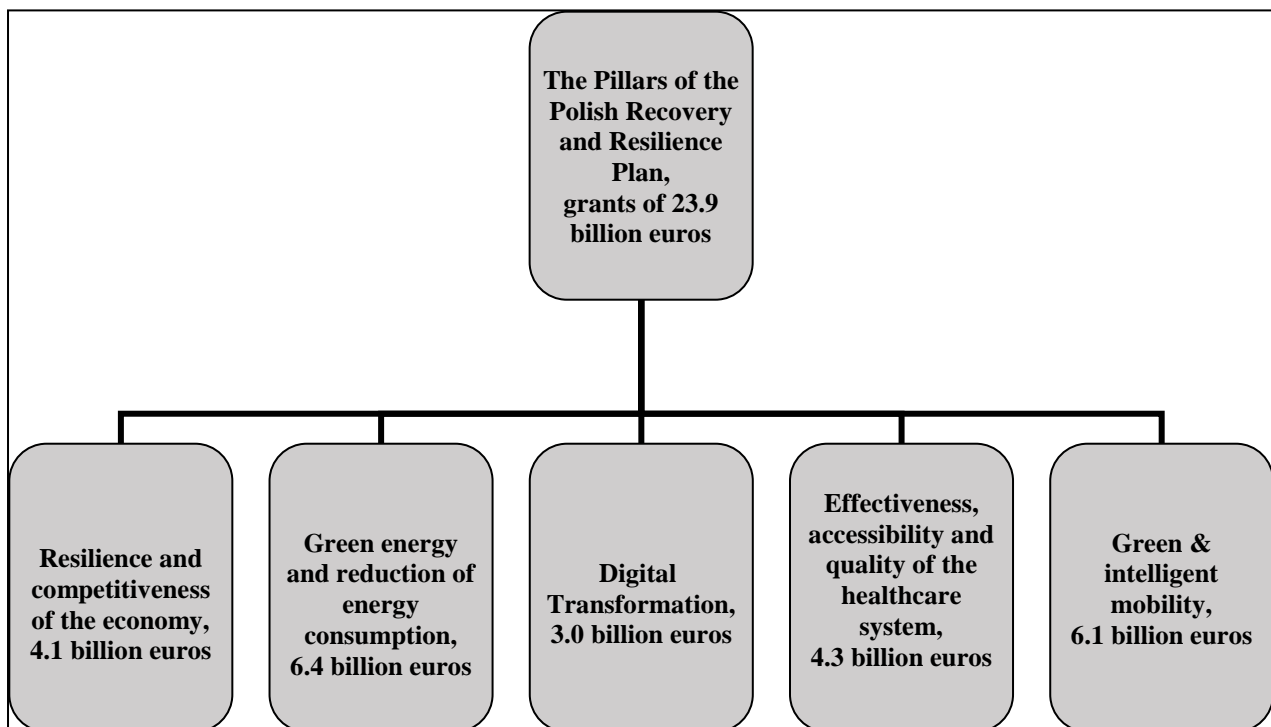 The Pillars of the
Polish Recovery
and Resilience
Plan,
grants of 23.9
billion euros
Resilience and
competitiveness
of the economy,
4.1 billion euros
Green energy
and reduction of
energy
consumption,
6.4 billion euros
Digital
Transformation,
3.0 billion euros
Effectiveness,
accessibility and
quality of the
healthcare
system,
4.3 billion euros
Green &
intelligent
mobility,
6.1 billion euros